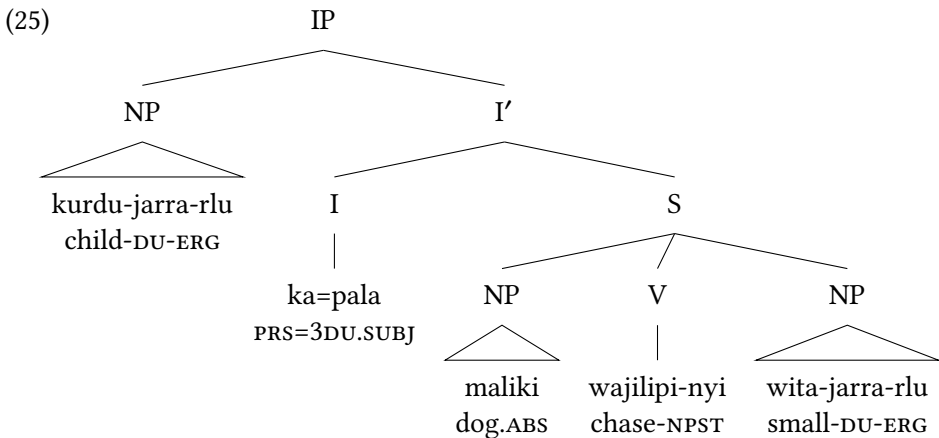 (25) IP
NP I′
kurdu-jarra-rlu I S
child-DU-ERG
ka=pala NP V NP
PRS=3DU.SUBJ
maliki wajilipi-nyi wita-jarra-rlu
dog.ABS chase-NPST small-DU-ERG